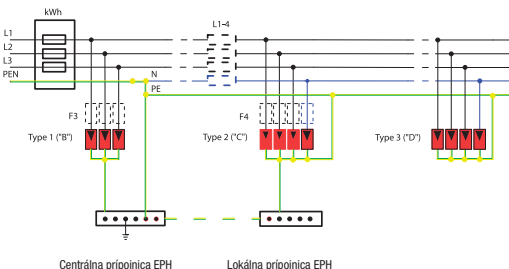 kWh
L1-4
L1
L2
L3
PEN
N
PE
F3
F4
Type 1 ("B")
Type 2 ("C")
Type 3 ("D")
Centrálna prípojnica EPH
Lokálna prípojnica EPH